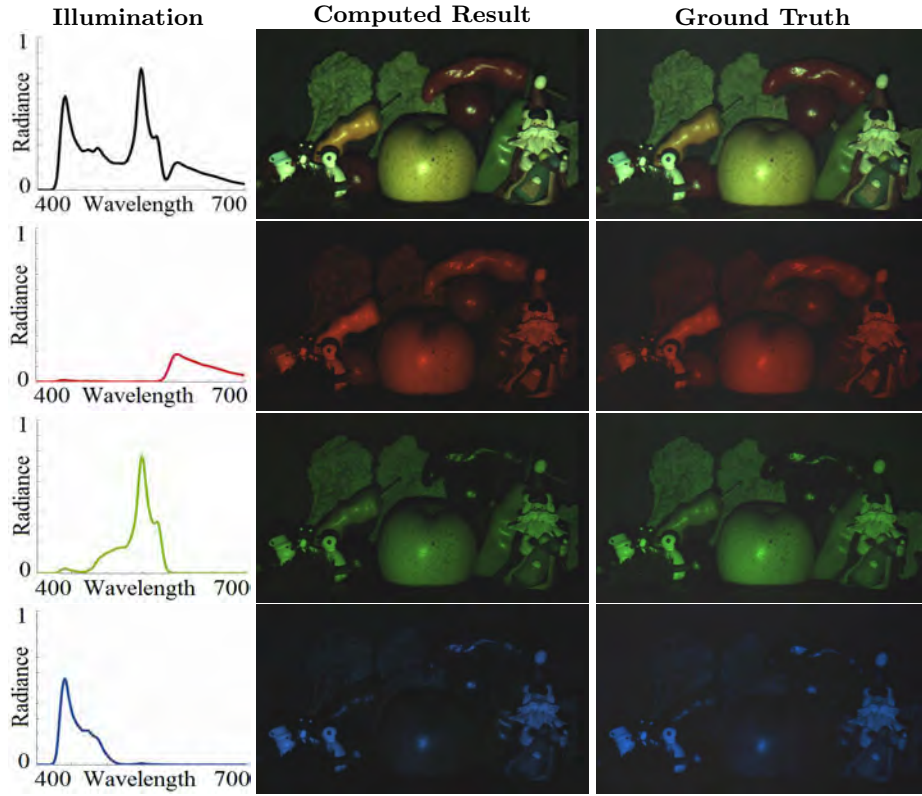 Illumination Computed Result Ground Truth
1
Radiance
0
400 Wavelength 700
1
Radiance
0
400 Wavelength 700
1
Radiance
0
400 Wavelength 700
1
Radiance
0
400 Wavelength 700